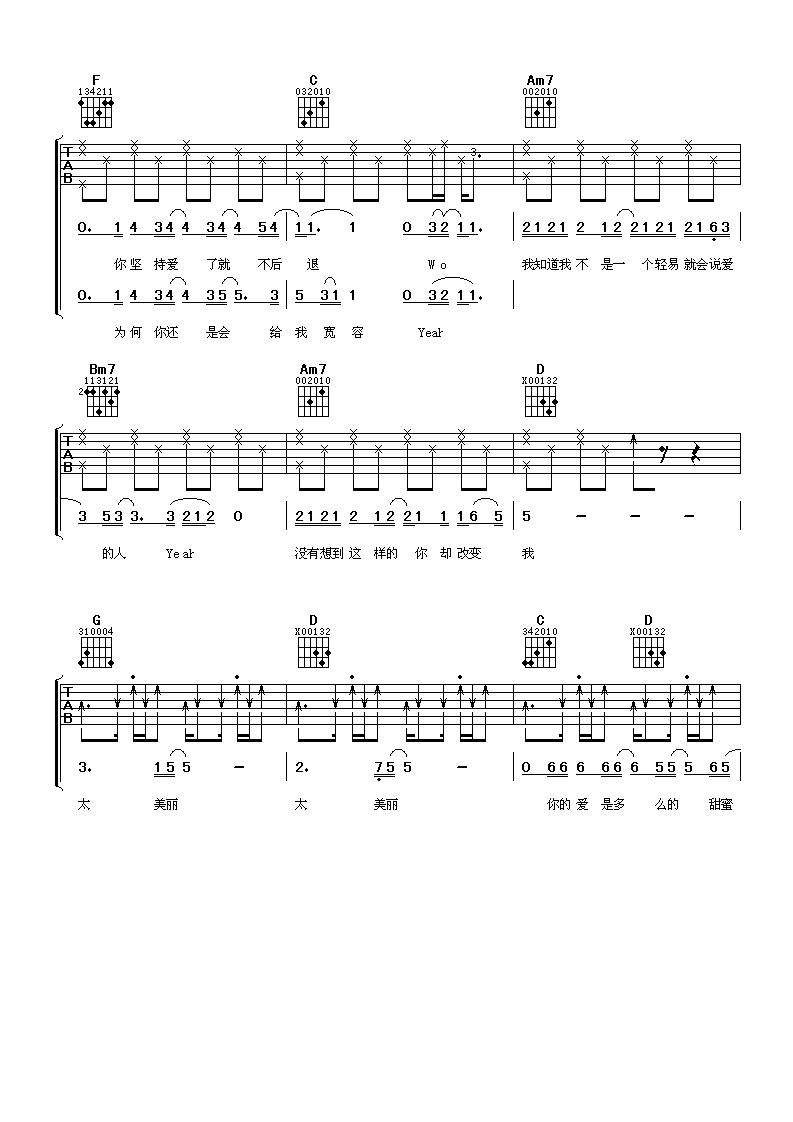 F C Am7
134211 032010 002010
T
A
B
3.
0. 1 4 34 4 34 4 54 11. 1 0 32 11. 2121 2 12 2121 2163
你坚 持爱 了就 不后 退 Wo 我知道我 不 是一 个轻易 就会说爱
0. 1 4 34 4 35 5. 3 5 31 1 0 32 11.
为何 你还 是会 给 我 宽 容 Yeah
Bm7 Am7 D
113121 002010 X00132
2
T
A
B
3 53 3. 3 212 0 2121 2 12 21 1 16 5 5 – – –
的人 Yeah 没有想到 这 样的 你 却 改变 我
G D C D
310004 X00132 342010 X00132
T
A
B
3. 155 – 2. 755 – 0 66 6 66 6 55 5 65
太 美丽 太 美丽 你的 爱 是多 么的 甜蜜